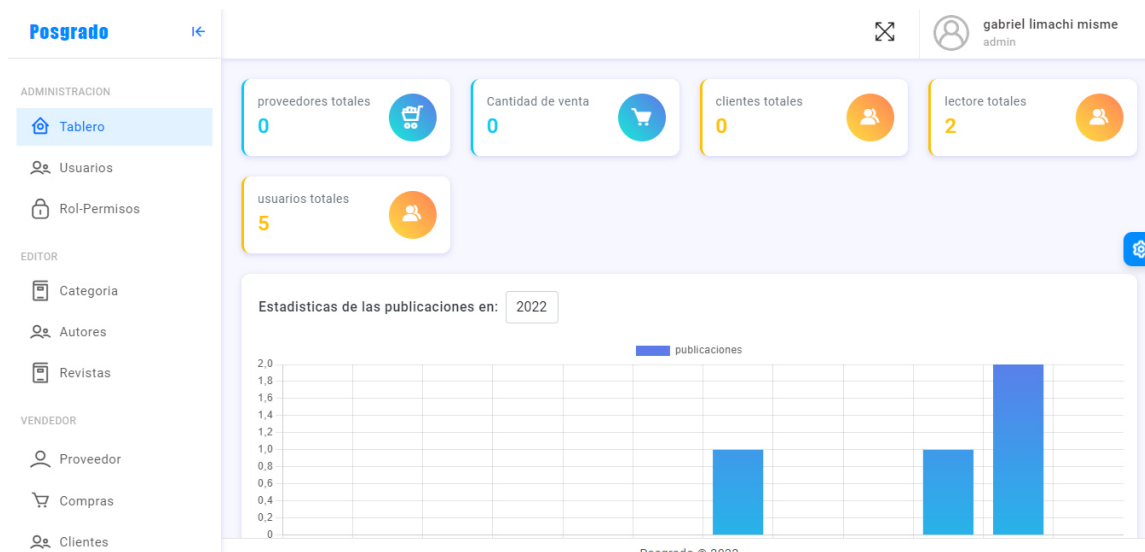 Posgrado
gabriel limachi misme
admin
ADMINISTRACION
Tablero
Usuarios
Rol-Permisos
EDITOR
Categoria
Autores
Revistas
VENDEDOR
Proveedor
Compras
Clientes
proveedores totales
0
Cantidad de venta
0
clientes totales
0
lectore totales
2
usuarios totales
5
Estadisticas de las publicaciones en: 2022
publicaciones
2,0
1,8
1,6
1,4
1,2
1,0
0,8
0,6
0,4
0,2
0
Posgrado © 2022